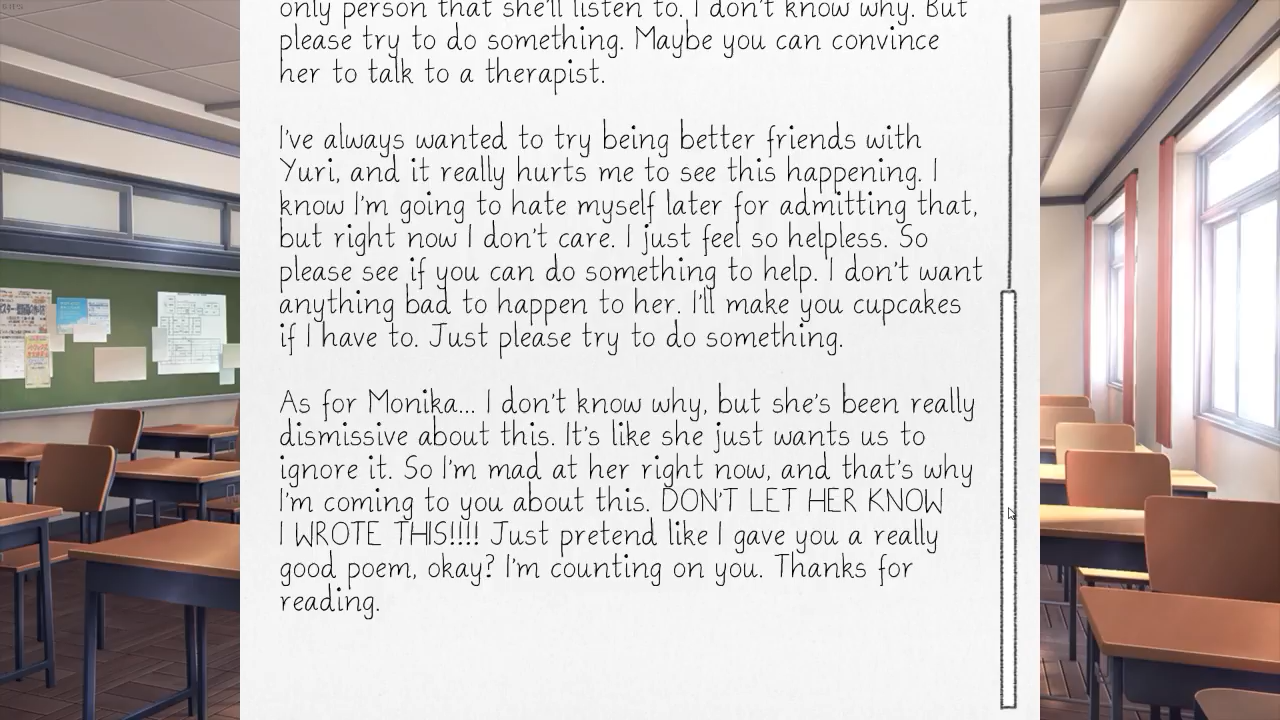 only person that she'll listen to. I don't know why. But
please try to do something. Maybe you can convince
her to talk to a therapist.
I've always wanted to try being better friends with
Yuri, and it really hurts me to see this happening. I
know I'm going to hate myself later for admitting that,
but right now I don't care. I just feel so helpless. So
please see if you can do something to help. I don't want
anything bad to happen to her. I'll make you cupcakes
if I have to. Just please try to do something.
As for Monika... I don't know why, but she's been really
dismissive about this. It's like she just wants us to
ignore it. So I'm mad at her right now, and that's why
I'm coming to you about this. DON'T LET HER KNOW
I WROTE THIS!!!! Just pretend like I gave you a really
good poem, okay? I'm counting on you. Thanks for
reading.